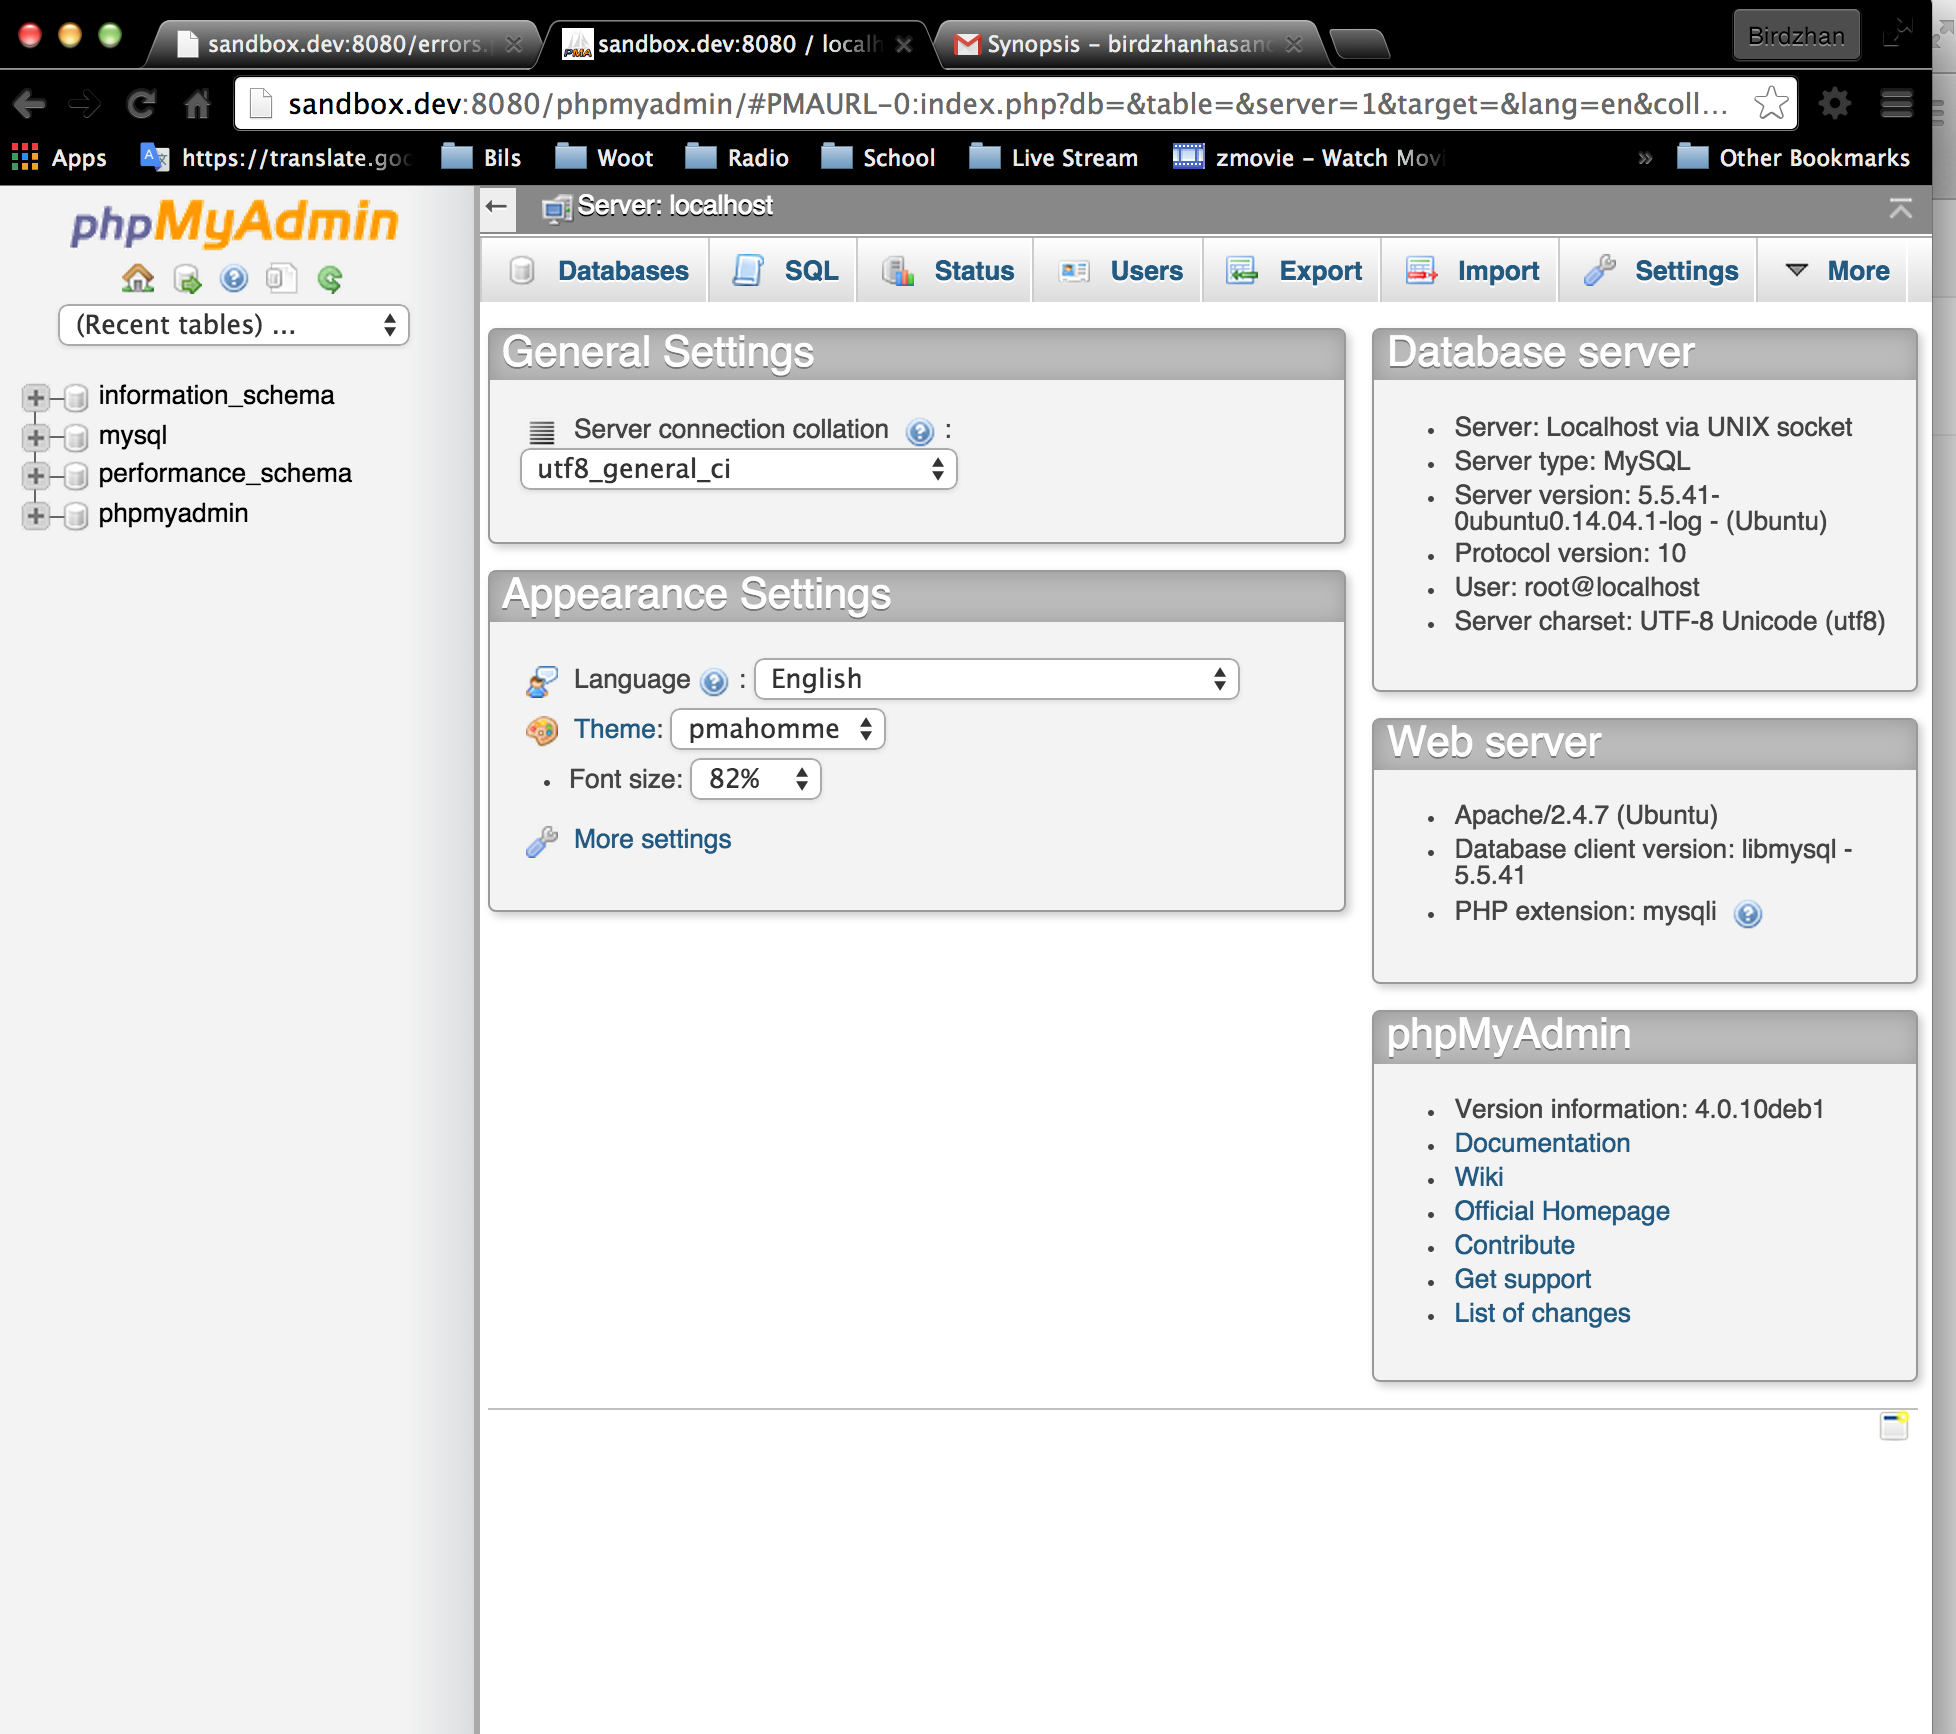 sandbox.dev:8080/errors.
PMA
sandbox.dev:8080 / localh
Synopsis – birdzhanhasan
Birdzhan
sandbox.dev:8080/phpmyadmin/#PMAURL-0:index.php?db=&table=&server=1&target=&lang=en&coll...
Apps
https://translate.goo
Bils
Woot
Radio
School
Live Stream
zmovie – Watch Movi
»
Other Bookmarks
phpMyAdmin
(Recent tables) ...
information_schema
mysql
performance_schema
phpmyadmin
Server: localhost
Databases
SQL
Status
Users
Export
Import
Settings
More
General Settings
Server connection collation :
utf8_general_ci
Appearance Settings
Language : English
Theme: pmahomme
• Font size: 82%
More settings
Database server
• Server: Localhost via UNIX socket
• Server type: MySQL
• Server version: 5.5.41-
0ubuntu0.14.04.1-log - (Ubuntu)
• Protocol version: 10
• User: root@localhost
• Server charset: UTF-8 Unicode (utf8)
Web server
• Apache/2.4.7 (Ubuntu)
• Database client version: libmysql -
5.5.41
• PHP extension: mysqli
phpMyAdmin
• Version information: 4.0.10deb1
• Documentation
• Wiki
• Official Homepage
• Contribute
• Get support
• List of changes